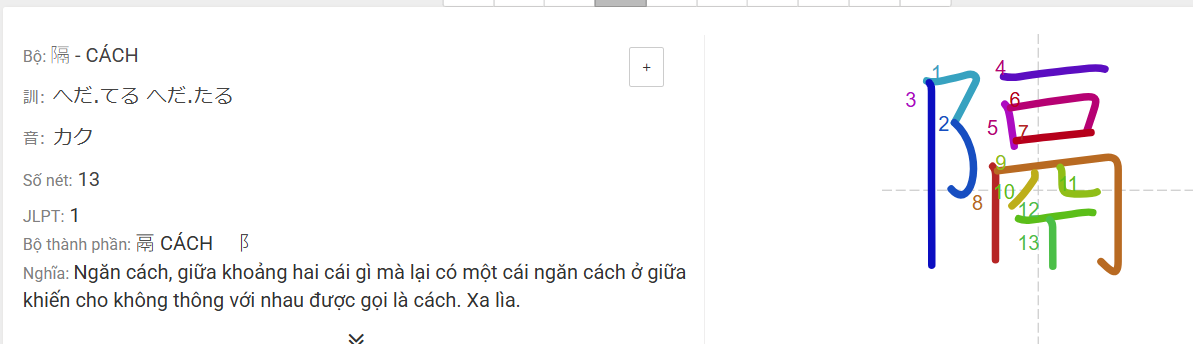 Bộ: 隔 - CÁCH
+
訓: へだ.てる へだ.たる
音: カク
Số nét: 13
JLPT: 1
Bộ thành phần: 鬲 CÁCH 阝
Nghĩa: Ngăn cách, giữa khoảng hai cái gì mà lại có một cái ngăn cách ở giữa
khiến cho không thông với nhau được gọi là cách. Xa lìa.
隔
1
2
3
4
5
6
7
8
9
10
11
12
13